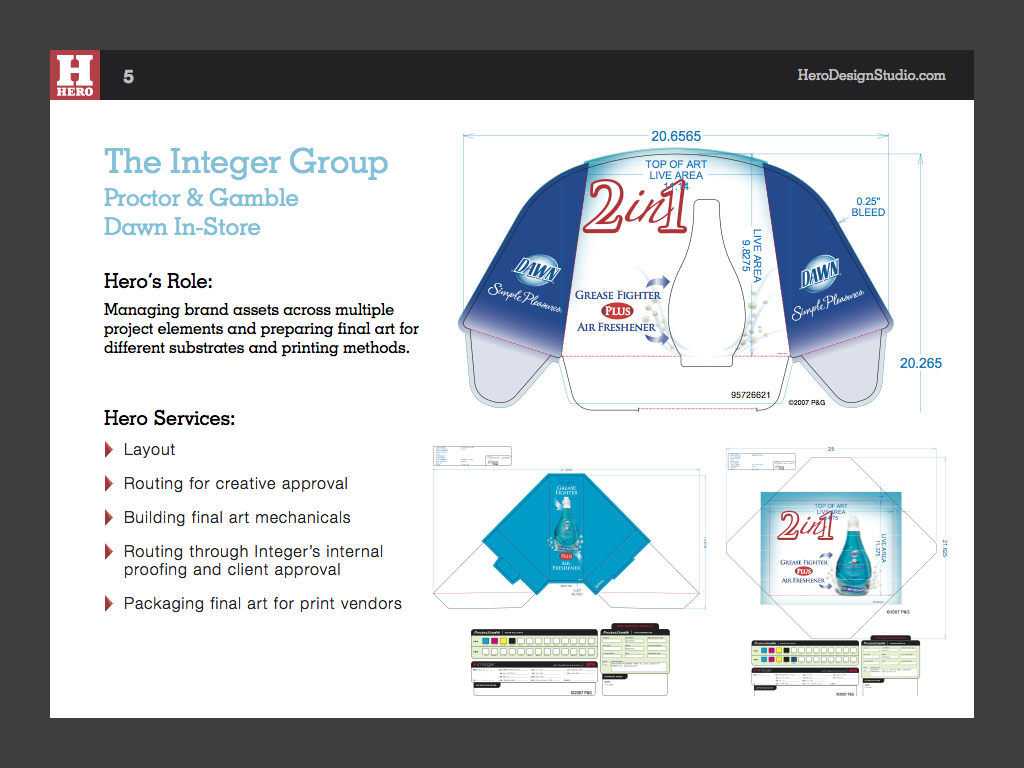 H
HERO
5
HeroDesignStudio.com
The Integer Group
Proctor & Gamble
Dawn In-Store
Hero's Role:
Managing brand assets across multiple
project elements and preparing final art for
different substrates and printing methods.
Hero Services:
Layout
Routing for creative approval
Building final art mechanicals
Routing through Integer's internal
proofing and client approval
Packaging final art for print vendors
20.6565
TOP OF ART
LIVE AREA
11.14
2in1
0.25"
BLEED
LIVE AREA
9.8275
DAWN
Simple Pleasures
DAWN
Simple Pleasures
GREASE FIGHTER
PLUS
AIR FRESHENER
20.265
95726621
©2007 P&G
GREASE
FIGHTER
PLUS
AIR
FRESHENER
©2007 P&G
25
TOP OF ART
LIVE AREA
2in1
LIVE AREA
11.375
21.625
GREASE FIGHTER
PLUS
AIR FRESHENER
©2007 P&G
integer
©2007 P&G